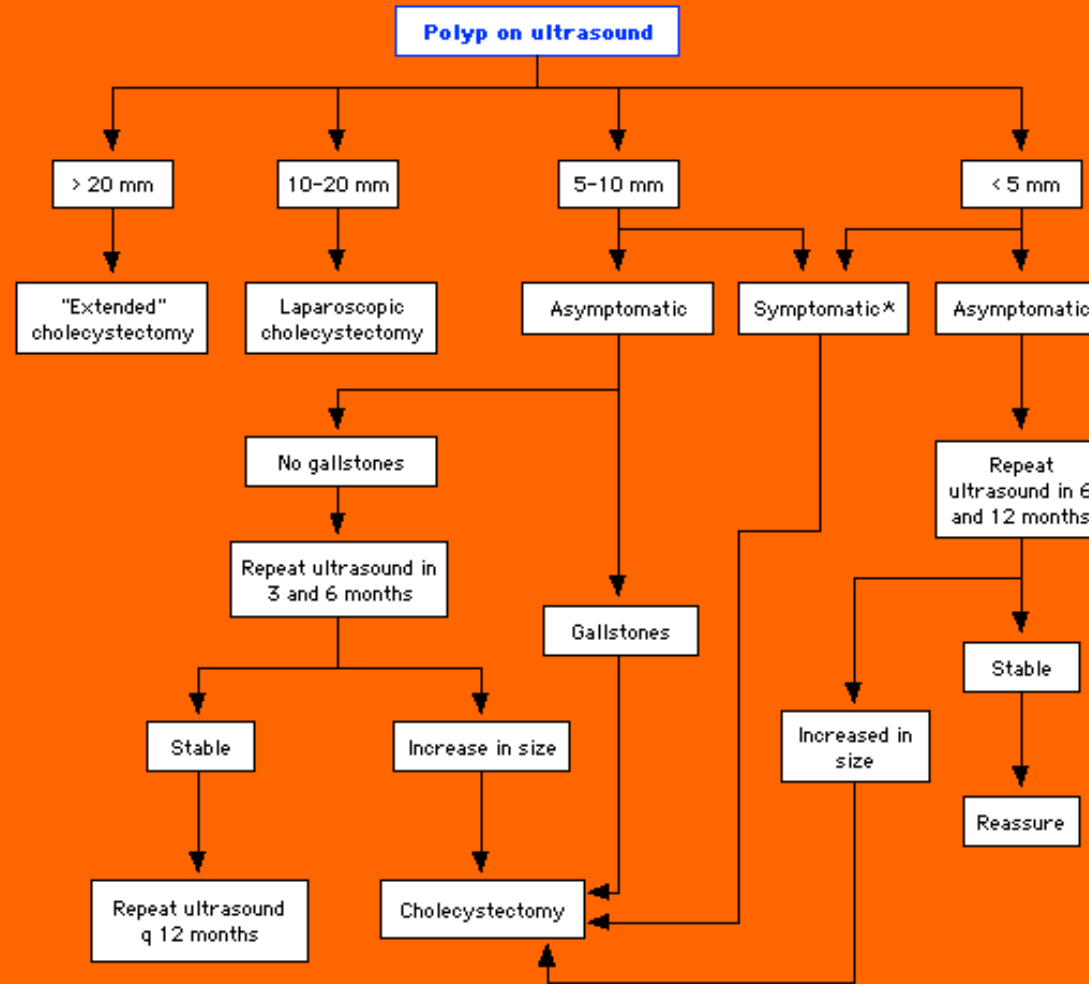 Polyp on ultrasound
> 20 mm
10-20 mm
5-10 mm
< 5 mm
"Extended"
cholecystectomy
Laparoscopic
cholecystectomy
Asymptomatic
Symptomatic*
Asymptomatic
No gallstones
Repeat
ultrasound in 6
and 12 months
Repeat ultrasound in
3 and 6 months
Gallstones
Stable
Stable
Increase in size
Increased in
size
Reassure
Repeat ultrasound
q 12 months
Cholecystectomy